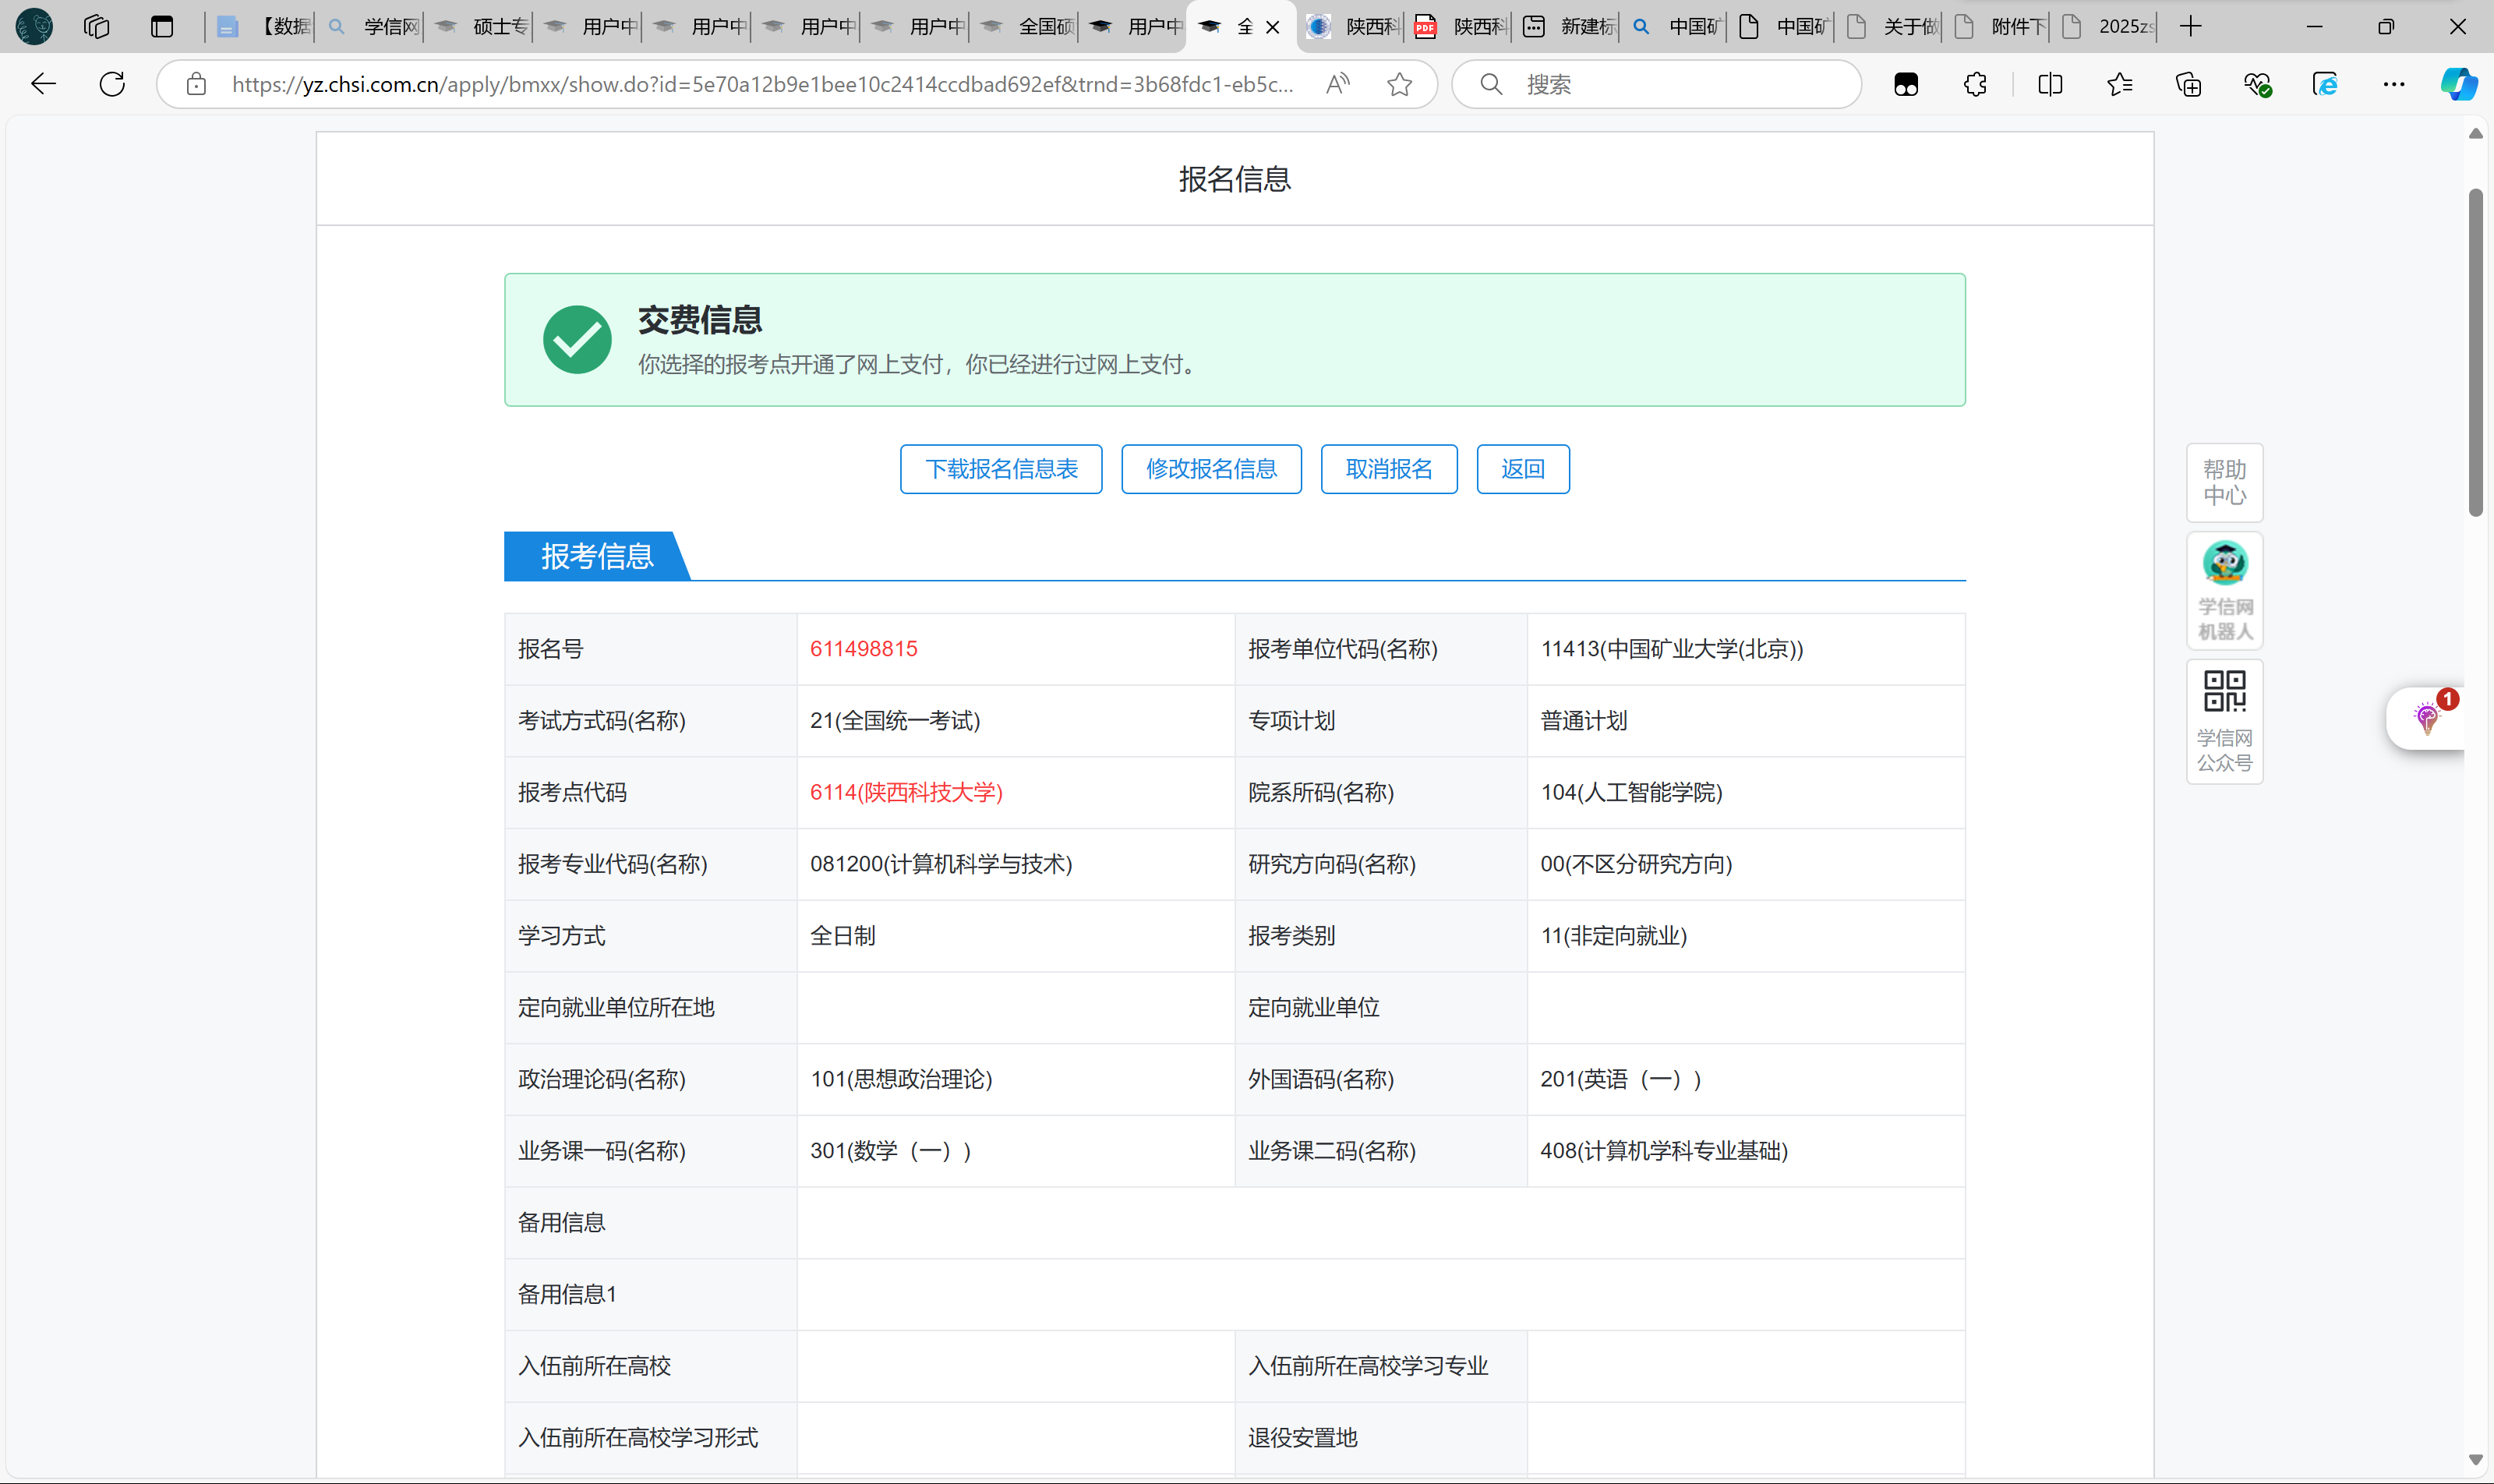 【数据
学信网
硕士专
用户中
用户中
用户中
用户中
全国硕
用户中
全
陕西科
陕西科
新建标
中国矿
中国矿
关于做
附件下
2025zs
https://yz.chsi.com.cn/apply/bmxx/show.do?id=5e70a12b9e1bee10c2414ccdbad692ef&trnd=3b68fdc1-eb5c...
搜索
报名信息
交费信息
你选择的报考点开通了网上支付，你已经进行过网上支付。
下载报名信息表 修改报名信息 取消报名 返回
报考信息
报名号 611498815 报考单位代码(名称) 11413(中国矿业大学(北京))
考试方式码(名称) 21(全国统一考试) 专项计划 普通计划
报考点代码 6114(陕西科技大学) 院系所码(名称) 104(人工智能学院)
报考专业代码(名称) 081200(计算机科学与技术) 研究方向码(名称) 00(不区分研究方向)
学习方式 全日制 报考类别 11(非定向就业)
定向就业单位所在地 定向就业单位
政治理论码(名称) 101(思想政治理论) 外国语码(名称) 201(英语（一）)
业务课一码(名称) 301(数学（一）) 业务课二码(名称) 408(计算机学科专业基础)
备用信息
备用信息1
入伍前所在高校 入伍前所在高校学习专业
入伍前所在高校学习形式 退役安置地
帮助
中心
学信网
机器人
学信网
公众号
1